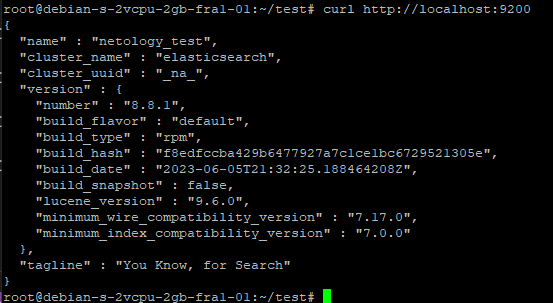 root@debian-s-2vcpu-2gb-fra1-01:~/test# curl http://localhost:9200
{
  "name" : "netology_test",
  "cluster_name" : "elasticsearch",
  "cluster_uuid" : "_na_",
  "version" : {
    "number" : "8.8.1",
    "build_flavor" : "default",
    "build_type" : "rpm",
    "build_hash" : "f8edfccba429b6477927a7c1ce1bc6729521305e",
    "build_date" : "2023-06-05T21:32:25.188464208Z",
    "build_snapshot" : false,
    "lucene_version" : "9.6.0",
    "minimum_wire_compatibility_version" : "7.17.0",
    "minimum_index_compatibility_version" : "7.0.0"
  },
  "tagline" : "You Know, for Search"
}
root@debian-s-2vcpu-2gb-fra1-01:~/test#